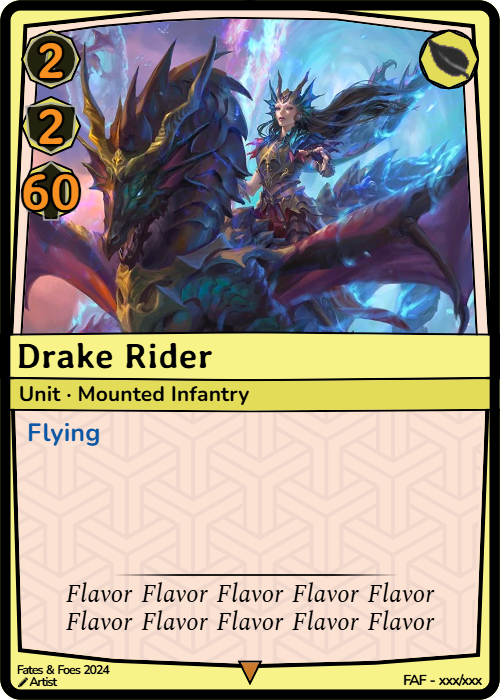 2
2
60
Drake Rider
Unit · Mounted Infantry
Flying
Flavor Flavor Flavor Flavor Flavor
Flavor Flavor Flavor Flavor Flavor
Fates & Foes 2024
Artist
FAF - xxx/xxx